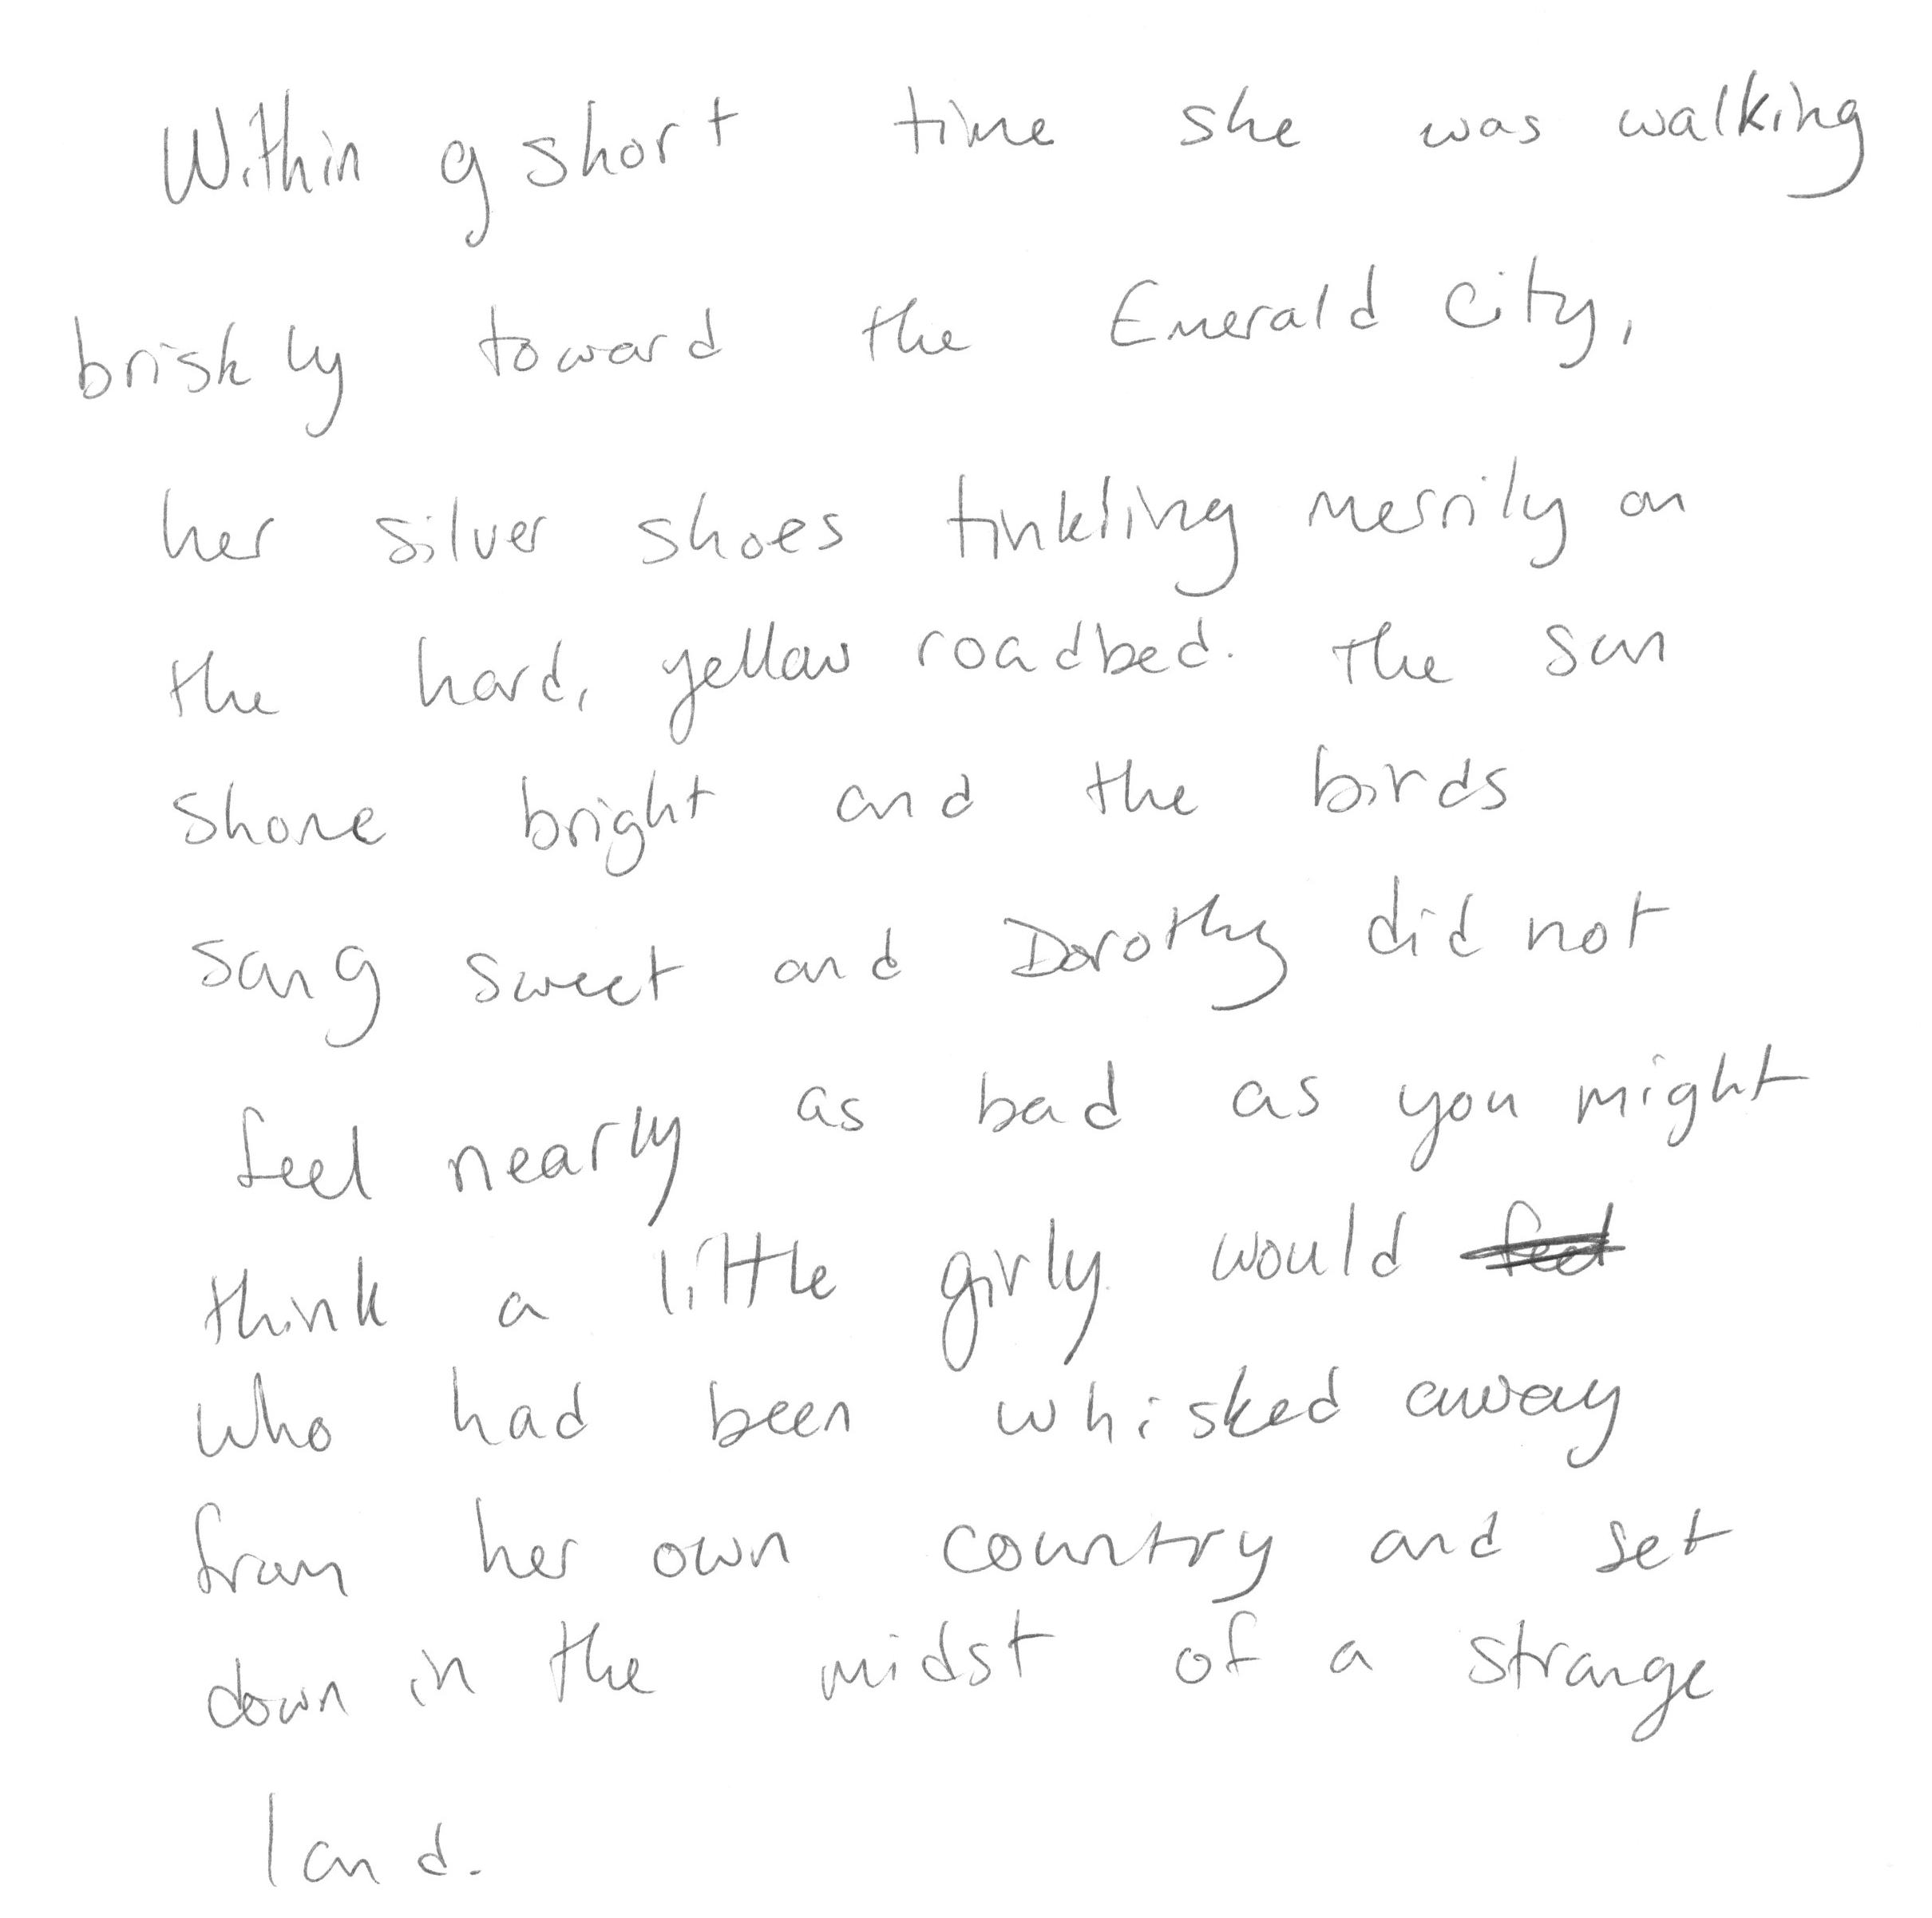 Within a short time she was walking
briskly toward the Emerald City,
her silver shoes tinkling merrily on
the hard, yellow roadbed. The sun
shone bright and the birds
sang sweet and Dorothy did not
feel nearly as bad as you might
think a little girly would
who had been whisked away
from her own country and set
down in the midst of a strange
land.